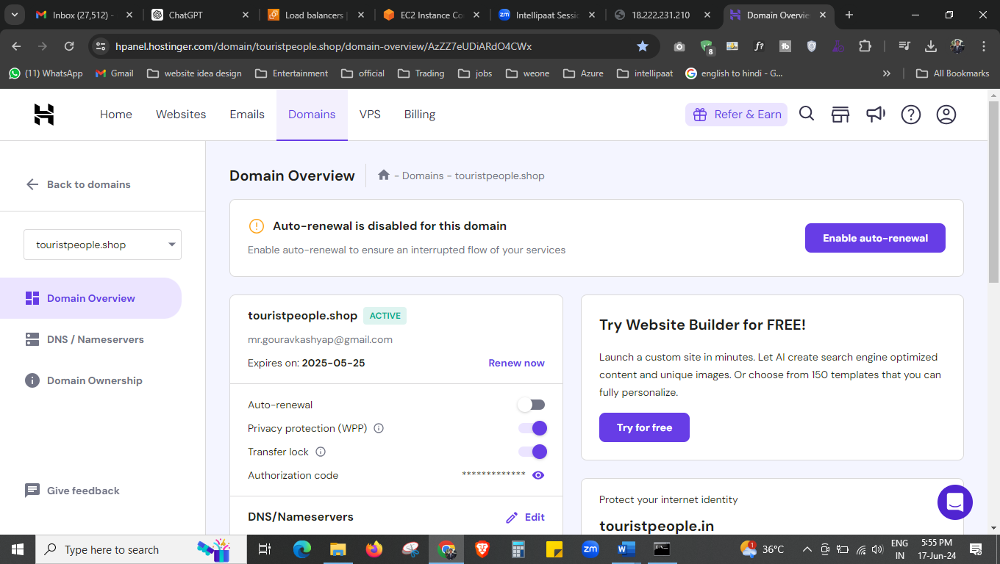 Inbox (27,512) -
ChatGPT
Load balancers
EC2 Instance Co
zm
Intellipaat Sessi
18.222.231.210
Domain Overvie
hpanel.hostinger.com/domain/touristpeople.shop/domain-overview/AzZZ7eUDiARdO4CWx
8
f?
(11) WhatsApp
Gmail
website idea design
Entertainment
official
Trading
jobs
weone
Azure
intellipaat
english to hindi - G...
All Bookmarks
Home
Websites
Emails
Domains
VPS
Billing
Refer & Earn
Back to domains
touristpeople.shop
Domain Overview
DNS / Nameservers
Domain Ownership
Give feedback
Domain Overview
- Domains - touristpeople.shop
Auto-renewal is disabled for this domain
Enable auto-renewal to ensure an interrupted flow of your services
Enable auto-renewal
touristpeople.shop ACTIVE
mr.gouravkashyap@gmail.com
Expires on: 2025-05-25
Renew now
Auto-renewal
Privacy protection (WPP)
Transfer lock
Authorization code
*************
DNS/Nameservers
Edit
Try Website Builder for FREE!
Launch a custom site in minutes. Let AI create search engine optimized
content and unique images. Or choose from 150 templates that you can
fully personalize.
Try for free
Protect your internet identity
touristpeople.in
Type here to search
zm
1
36°C
ENG
IN
5:55 PM
17-Jun-24